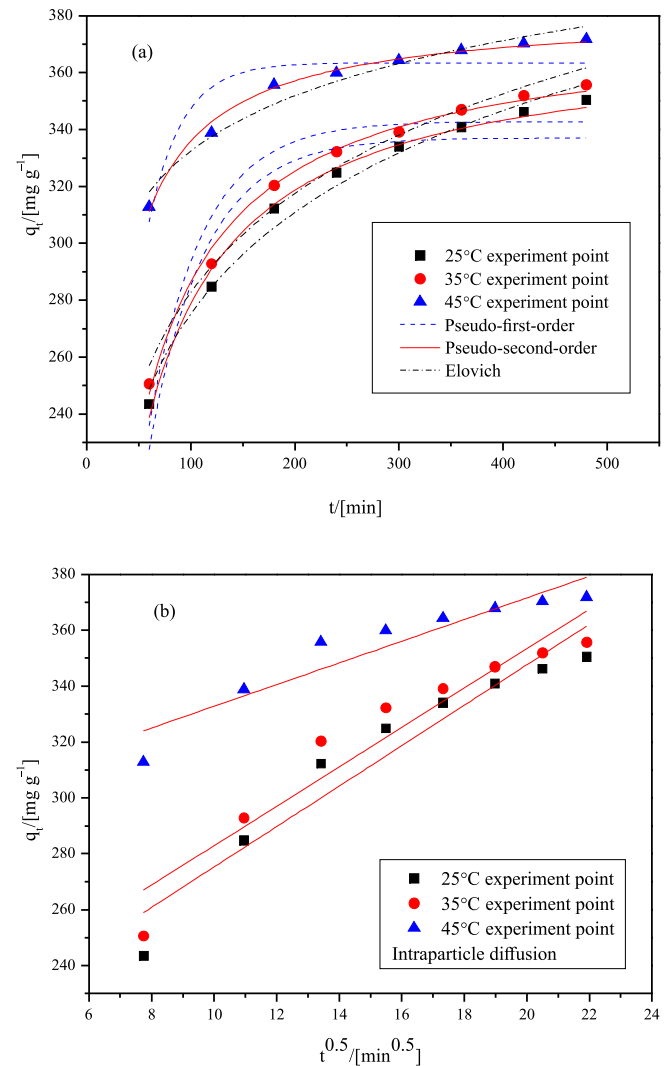 (a)
380
360
340
320
300
280
260
240
qt/[mg g⁻¹]
25°C experiment point
35°C experiment point
45°C experiment point
Pseudo-first-order
Pseudo-second-order
Elovich
0 100 200 300 400 500
t/[min]
(b)
380
360
340
320
300
280
260
240
qt/[mg g⁻¹]
25°C experiment point
35°C experiment point
45°C experiment point
Intraparticle diffusion
6 8 10 12 14 16 18 20 22 24
t^0.5/[min^0.5]